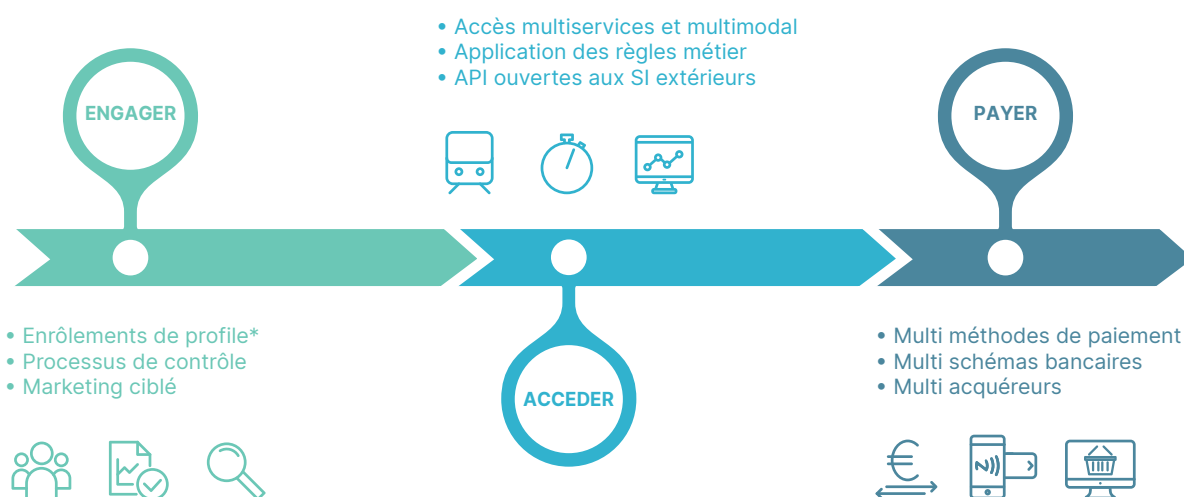 • Accès multiservices et multimodal
• Application des règles métier
• API ouvertes aux SI extérieurs
ENGAGER
PAYER
• Enrôlements de profile*
• Processus de contrôle
• Marketing ciblé
ACCEDER
• Multi méthodes de paiement
• Multi schémas bancaires
• Multi acquéreurs
€